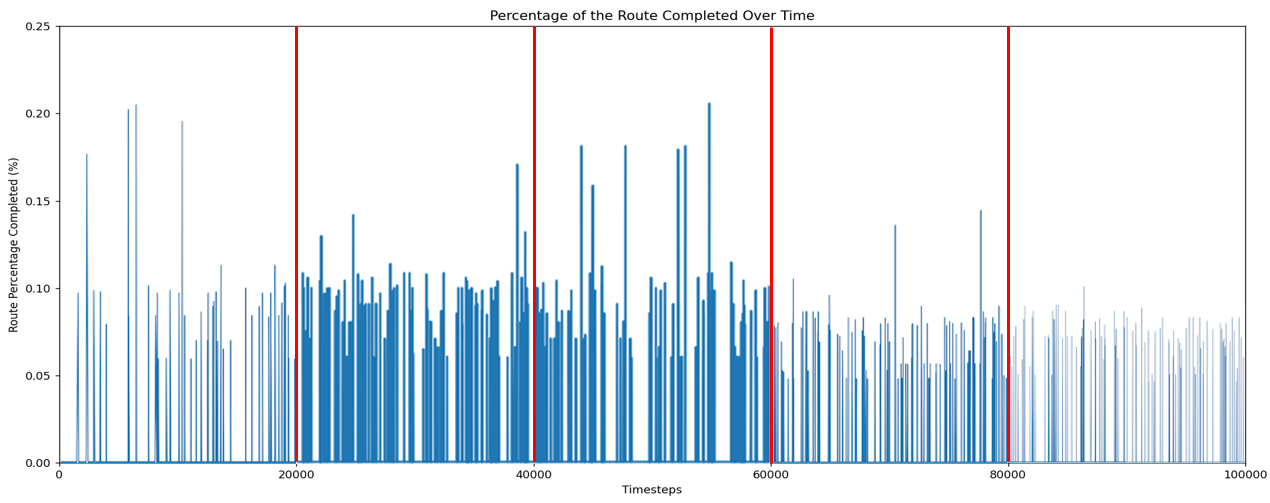 Percentage of the Route Completed Over Time
Route Percentage Completed (%)
0.25
0.20
0.15
0.10
0.05
0.00
0 20000 40000 60000 80000 100000
Timesteps